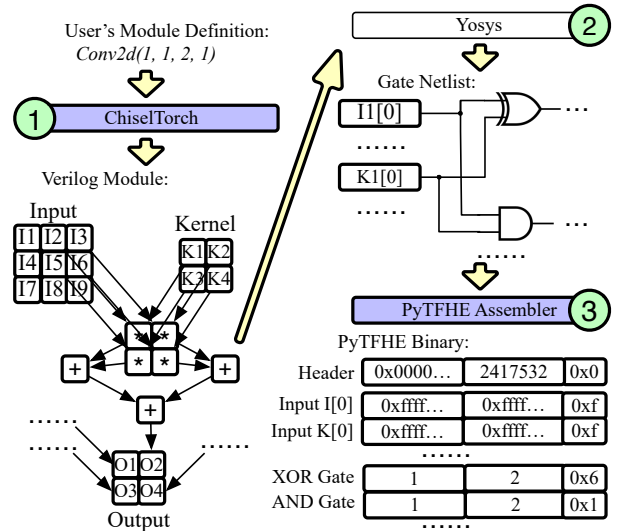 User's Module Definition:
Conv2d(1, 1, 2, 1)
1
ChiselTorch
Verilog Module:
Input
Kernel
I1 I2 I3
I4 I5 I6
I7 I8 I9
K1 K2
K3 K4
* *
* *
+ +
+
......
......
......
O1 O2
O3 O4
Output
Yosys
2
Gate Netlist:
I1[0]
...
......
K1[0]
......
...
......
PyTFHE Assembler
3
PyTFHE Binary:
Header 0x0000... 2417532 0x0
Input I[0] 0xffff... 0xffff... 0xf
Input K[0] 0xffff... 0xffff... 0xf
......
XOR Gate 1 2 0x6
AND Gate 1 2 0x1
......